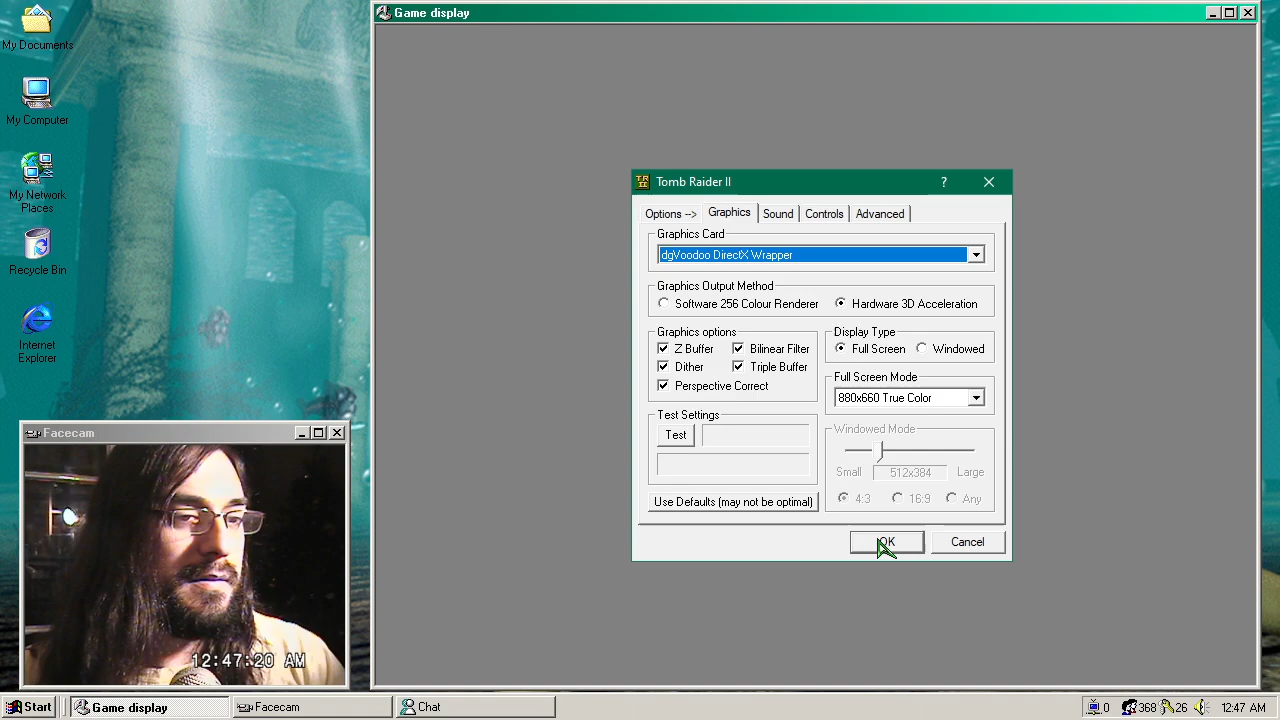 My Documents
My Computer
My Network
Places
Recycle Bin
Internet
Explorer
Game display
TR
II
Tomb Raider II
?
Options -->
Graphics
Sound
Controls
Advanced
Graphics Card
dgVoodoo DirectX Wrapper
Graphics Output Method
Software 256 Colour Renderer
Hardware 3D Acceleration
Graphics options
Z Buffer
Bilinear Filter
Dither
Triple Buffer
Perspective Correct
Display Type
Full Screen
Windowed
Full Screen Mode
880x660 True Color
Test Settings
Test
Windowed Mode
Small
512x384
Large
4:3
16:9
Any
Use Defaults (may not be optimal)
OK
Cancel
Facecam
12:47:20 AM
Start
Game display
Facecam
Chat
0
368
26
12:47 AM